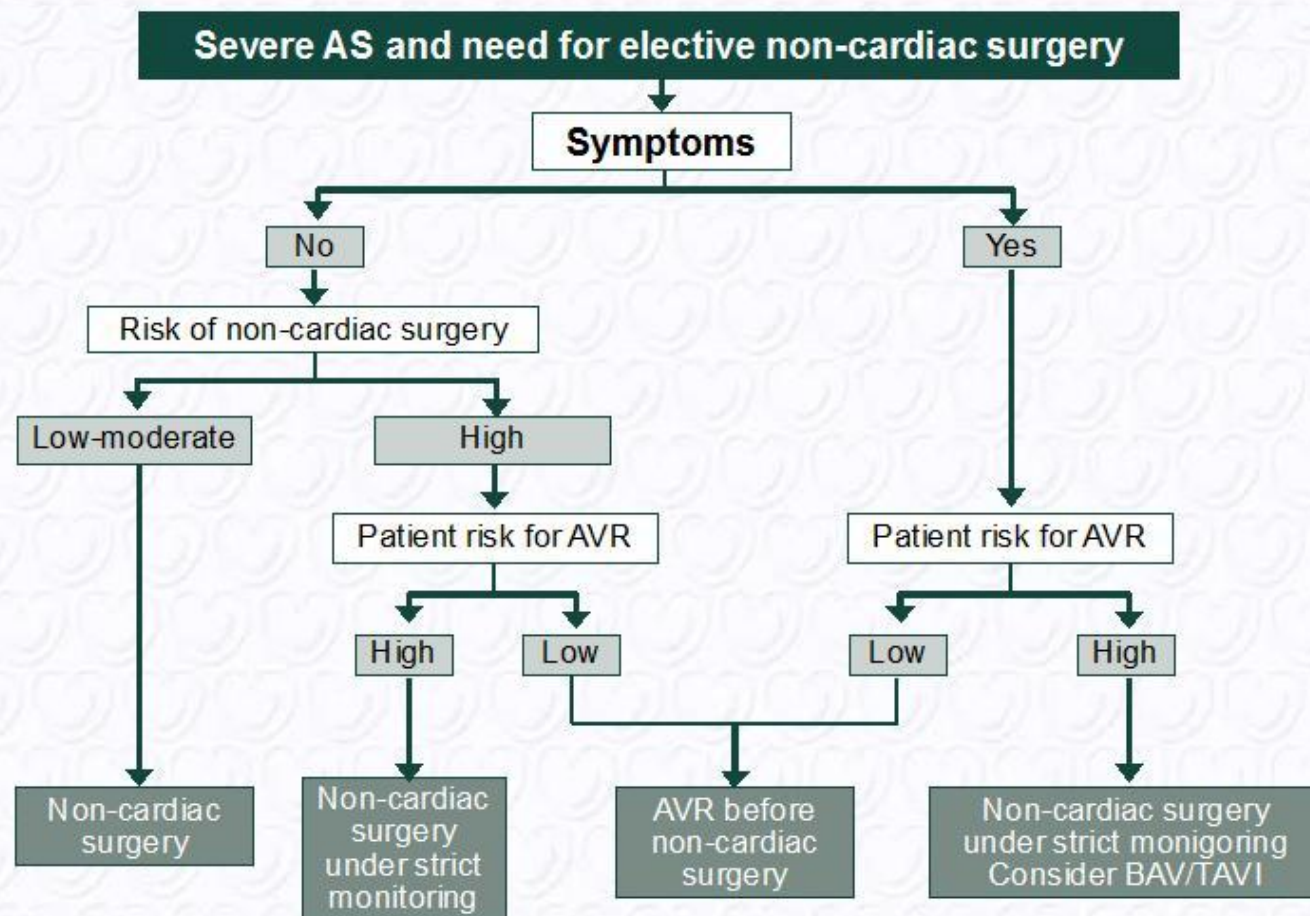 Severe AS and need for elective non-cardiac surgery
Symptoms
No
Yes
Risk of non-cardiac surgery
Low-moderate
High
Patient risk for AVR
Patient risk for AVR
High
Low
Low
High
Non-cardiac
surgery
Non-cardiac
surgery
under strict
monitoring
AVR before
non-cardiac
surgery
Non-cardiac surgery
under strict monigoring
Consider BAV/TAVI